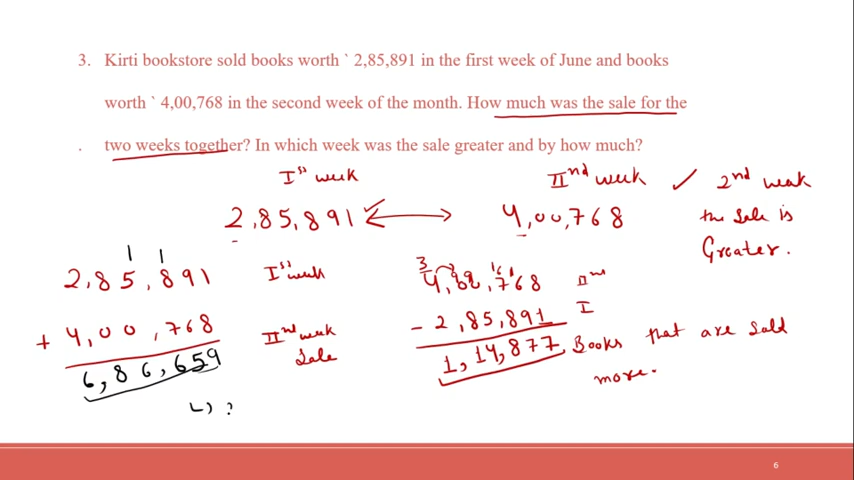 3. Kirti bookstore sold books worth ` 2,85,891 in the first week of June and books
worth ` 4,00,768 in the second week of the month. How much was the sale for the
. two weeks together? In which week was the sale greater and by how much?
Ist week
IInd week ✓ 2nd weak
2,85,891 ✓ ⟷ 4,00,768
the sale is
Greater.
1 1
2,85,891 Ist week
+ 4,00,768 IInd week
Sale
6,86,659
4,00,768 IInd
- 2,85,891 I
1,14,877 Books that are sold
more.
6